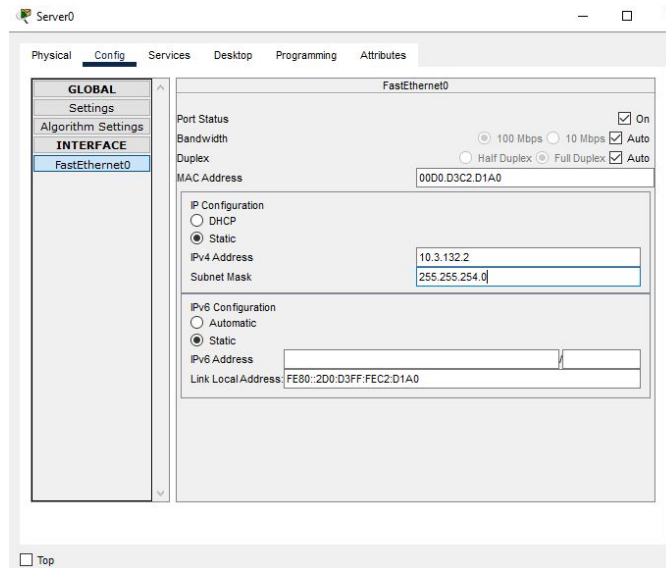 Server0
Physical Config Services Desktop Programming Attributes
GLOBAL
Settings
Algorithm Settings
INTERFACE
FastEthernet0
FastEthernet0
Port Status On
Bandwidth 100 Mbps 10 Mbps Auto
Duplex Half Duplex Full Duplex Auto
MAC Address 00D0.D3C2.D1A0
IP Configuration
DHCP
Static
IPv4 Address 10.3.132.2
Subnet Mask 255.255.254.0
IPv6 Configuration
Automatic
Static
IPv6 Address /
Link Local Address: FE80::2D0:D3FF:FEC2:D1A0
Top